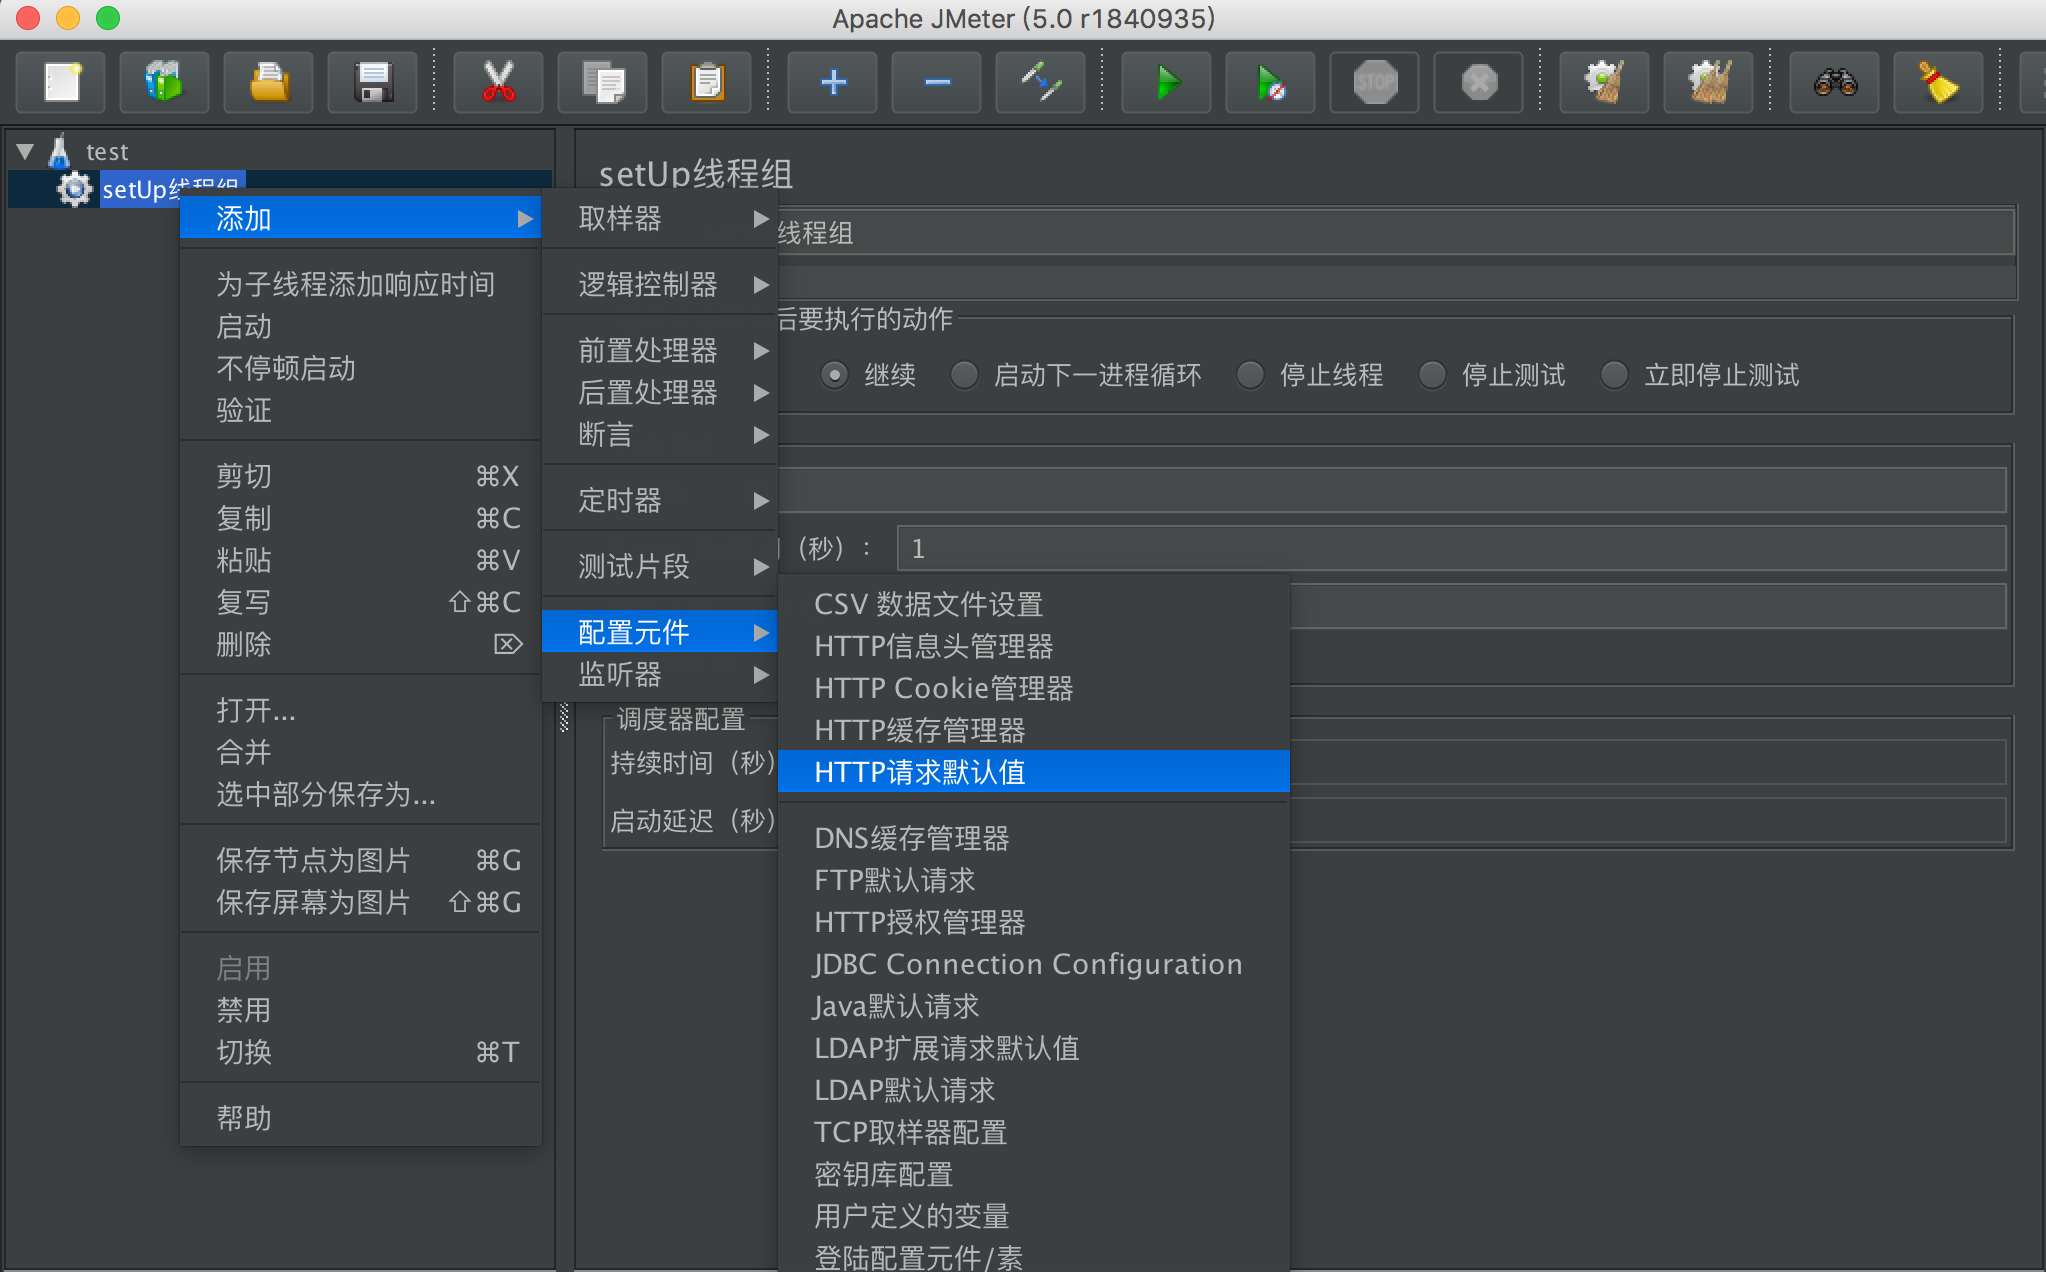 Apache JMeter (5.0 r1840935)
STOP
test
setUp线程组
setUp线程组
线程组
后要执行的动作
继续
启动下一进程循环
停止线程
停止测试
立即停止测试
(秒) :
1
调度器配置
持续时间 (秒)
启动延迟 (秒)
添加
为子线程添加响应时间
启动
不停顿启动
验证
剪切 ⌘X
复制 ⌘C
粘贴 ⌘V
复写 ⇧⌘C
删除 ⌦
打开...
合并
选中部分保存为...
保存节点为图片 ⌘G
保存屏幕为图片 ⇧⌘G
启用
禁用
切换 ⌘T
帮助
取样器
逻辑控制器
前置处理器
后置处理器
断言
定时器
测试片段
配置元件
监听器
CSV 数据文件设置
HTTP信息头管理器
HTTP Cookie管理器
HTTP缓存管理器
HTTP请求默认值
DNS缓存管理器
FTP默认请求
HTTP授权管理器
JDBC Connection Configuration
Java默认请求
LDAP扩展请求默认值
LDAP默认请求
TCP取样器配置
密钥库配置
用户定义的变量
登陆配置元件/素